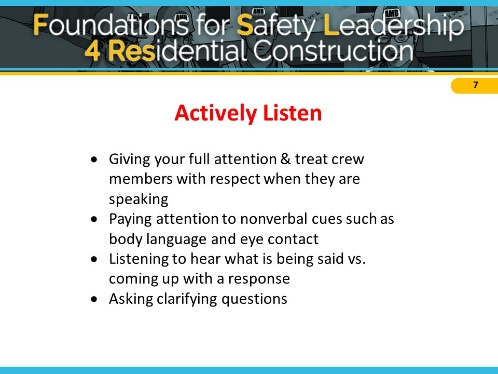 Foundations for Safety Leadership
4 Residential Construction
7
Actively Listen
• Giving your full attention & treat crew
members with respect when they are
speaking
• Paying attention to nonverbal cues such as
body language and eye contact
• Listening to hear what is being said vs.
coming up with a response
• Asking clarifying questions